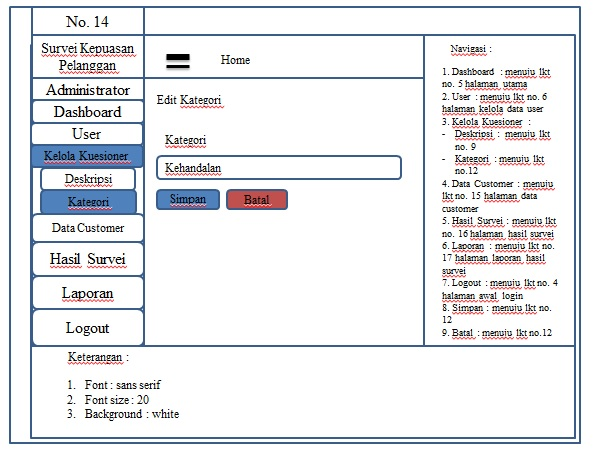 No. 14
Survei Kepuasan
Pelanggan
Home
Administrator
Dashboard
User
Kelola Kuesioner
Deskripsi
Kategori
Data Customer
Hasil Survei
Laporan
Logout
Edit Kategori
Kategori
Kehandalan
Simpan
Batal
Navigasi :
1. Dashboard : menuju lkt
no. 5 halaman utama
2. User : menuju lkt no. 6
halaman kelola data user
3. Kelola Kuesioner :
- Deskripsi : menuju lkt
no. 9
- Kategori : menuju lkt
no.12
4. Data Customer : menuju
lkt no. 15 halaman data
customer
5. Hasil Survei : menuju lkt
no. 16 halaman hasil survei
6. Laporan : menuju lkt no.
17 halaman laporan hasil
survei
7. Logout : menuju lkt no. 4
halaman awal login
8. Simpan : menuju lkt no.
12
9. Batal : menuju lkt no.12
Keterangan :
1. Font : sans serif
2. Font size : 20
3. Background : white